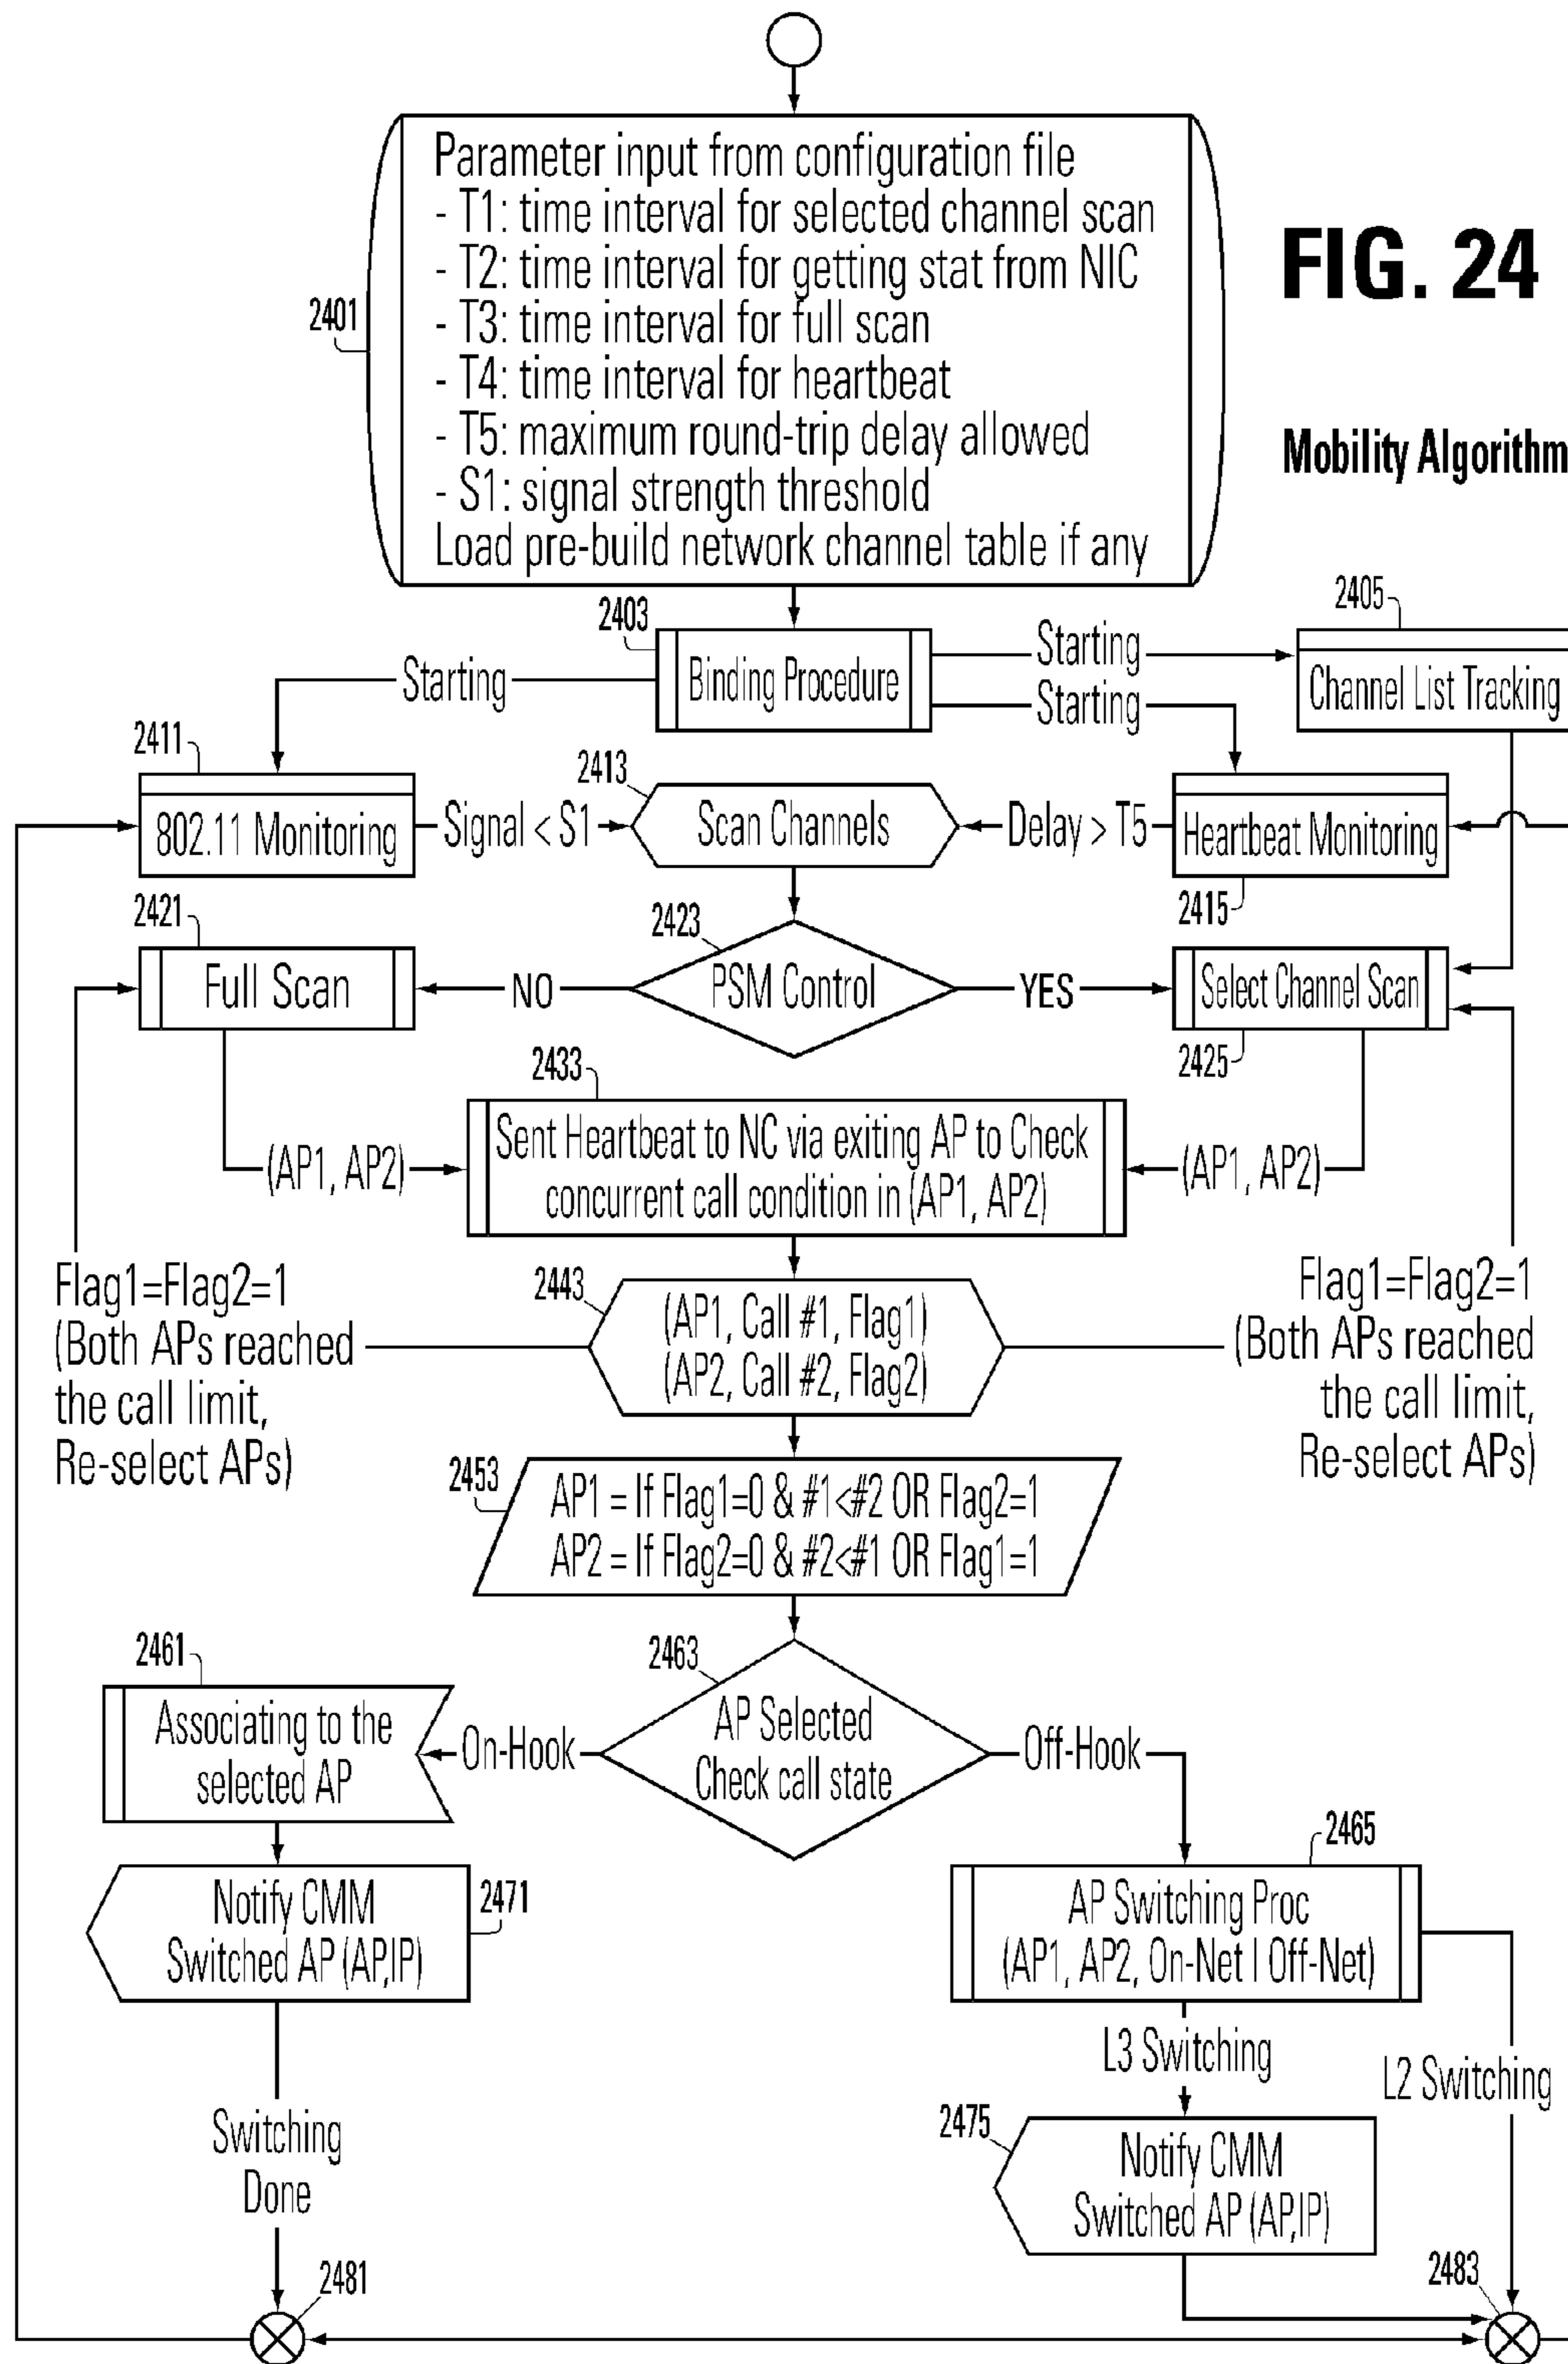 Parameter input from configuration file
- T1: time interval for selected channel scan
- T2: time interval for getting stat from NIC
- T3: time interval for full scan
- T4: time interval for heartbeat
- T5: maximum round-trip delay allowed
- S1: signal strength threshold
Load pre-build network channel table if any
2401
FIG. 24
Mobility Algorithm
2403
Binding Procedure
Starting
Starting
Starting
2405
Channel List Tracking
2411
802.11 Monitoring
Signal < S1
2413
Scan Channels
Delay > T5
Heartbeat Monitoring
2415
2421
Full Scan
NO
2423
PSM Control
YES
Select Channel Scan
2425
2433
(AP1, AP2)
Sent Heartbeat to NC via exiting AP to Check
concurrent call condition in (AP1, AP2)
(AP1, AP2)
Flag1=Flag2=1
(Both APs reached
the call limit,
Re-select APs)
2443
(AP1, Call #1, Flag1)
(AP2, Call #2, Flag2)
Flag1=Flag2=1
(Both APs reached
the call limit,
Re-select APs)
2453
AP1 = If Flag1=0 & #1<#2 OR Flag2=1
AP2 = If Flag2=0 & #2<#1 OR Flag1=1
2461
Associating to the
selected AP
On-Hook
2463
AP Selected
Check call state
Off-Hook
2465
Notify CMM
Switched AP (AP,IP)
2471
AP Switching Proc
(AP1, AP2, On-Net | Off-Net)
L3 Switching
L2 Switching
Switching
Done
2475
Notify CMM
Switched AP (AP,IP)
2481
2483